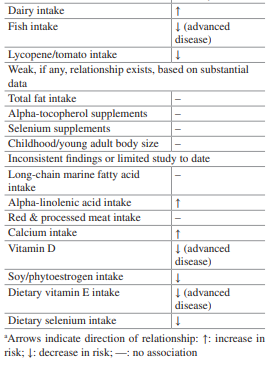 Dairy intake ↑
Fish intake ↓ (advanced
disease)
Lycopene/tomato intake ↓
Weak, if any, relationship exists, based on substantial
data
Total fat intake –
Alpha-tocopherol supplements –
Selenium supplements –
Childhood/young adult body size –
Inconsistent findings or limited study to date
Long-chain marine fatty acid –
intake
Alpha-linolenic acid intake ↑
Red & processed meat intake –
Calcium intake ↑
Vitamin D ↓ (advanced
disease)
Soy/phytoestrogen intake ↓
Dietary vitamin E intake ↓ (advanced
disease)
Dietary selenium intake ↓
ᵃArrows indicate direction of relationship: ↑: increase in
risk; ↓: decrease in risk; —: no association